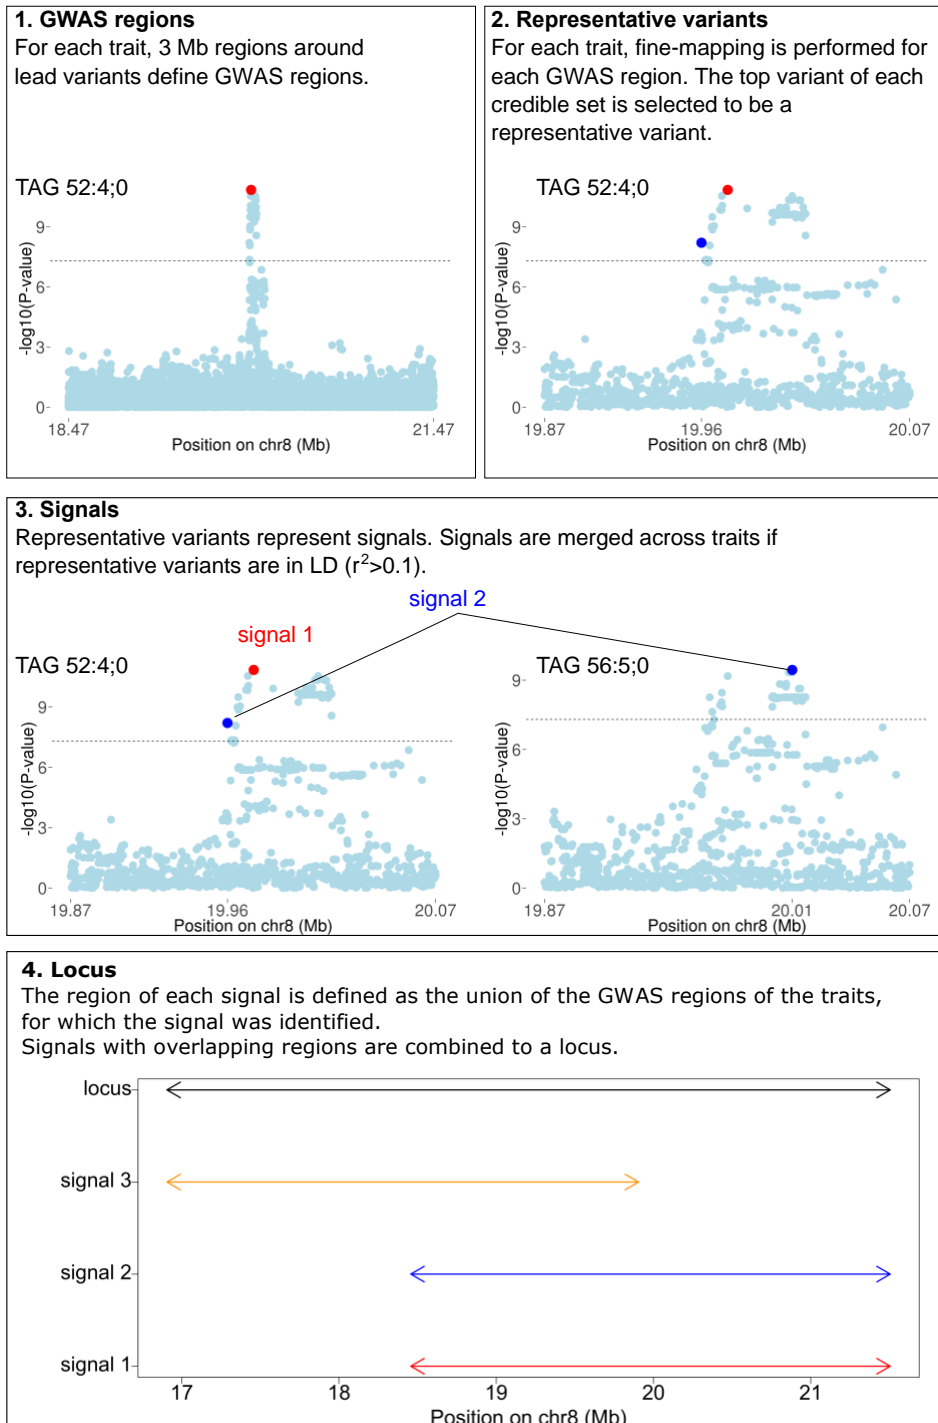 1. GWAS regions
For each trait, 3 Mb regions around
lead variants define GWAS regions.
TAG 52:4;0
-log10(P-value)
9
6
3
0
18.47
21.47
Position on chr8 (Mb)
2. Representative variants
For each trait, fine-mapping is performed for
each GWAS region. The top variant of each
credible set is selected to be a
representative variant.
TAG 52:4;0
-log10(P-value)
9
6
3
0
19.87
19.96
20.07
Position on chr8 (Mb)
3. Signals
Representative variants represent signals. Signals are merged across traits if
representative variants are in LD (r²>0.1).
signal 2
signal 1
TAG 52:4;0
-log10(P-value)
9
6
3
0
19.87
19.96
20.07
Position on chr8 (Mb)
TAG 56:5;0
-log10(P-value)
9
6
3
0
19.87
20.01
20.07
Position on chr8 (Mb)
4. Locus
The region of each signal is defined as the union of the GWAS regions of the traits,
for which the signal was identified.
Signals with overlapping regions are combined to a locus.
locus
signal 3
signal 2
signal 1
17
18
19
20
21
Position on chr8 (Mb)